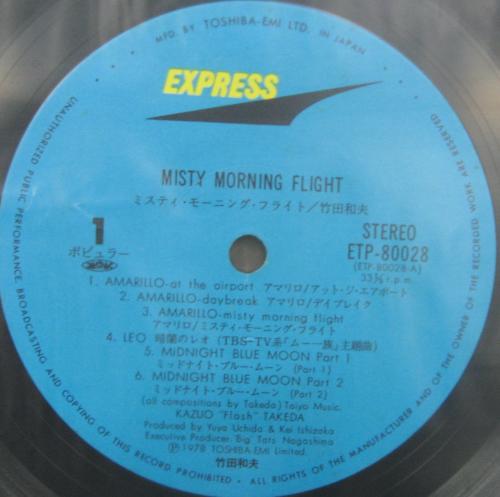 MFD. BY TOSHIBA-EMI LTD. IN JAPAN
EXPRESS
MISTY MORNING FLIGHT
ミスティ・モーニング・フライト/竹田和夫
1
ポピュラー
STEREO
ETP-80028
(ETP-80028-A)
33⅓r.p.m.
1. AMARILLO-at the airport アマリロ/アット・ジ・エアポート
2. AMARILLO-daybreak アマリロ/デイブレイク
3. AMARILLO-misty morning flight
アマリロ/ミスティ・モーニング・フライト
4. LEO 暗闇のレオ(TBS-TV系「ムー一族」主題曲)
5. MIDNIGHT BLUE MOON Part 1
ミッドナイト・ブルー・ムーン (Part 1)
6. MIDNIGHT BLUE MOON Part 2
ミッドナイト・ブルー・ムーン (Part 2)
(all compositions by Takeda) Taiyo Music.
KAZUO "Flash" TAKEDA
Produced by Yuya Uchida & Kei Ishizaka
Executive Producer: Big Tats Nagashima
Ⓟ1978 TOSHIBA-EMI Limited
竹田和夫
UNAUTHORIZED PUBLIC PERFORMANCE, BROADCASTING AND COPYING OF THIS RECORD PROHIBITED • ALL RIGHTS OF THE MANUFACTURER AND OF THE OWNER OF THE RECORDED WORK ARE RESERVED